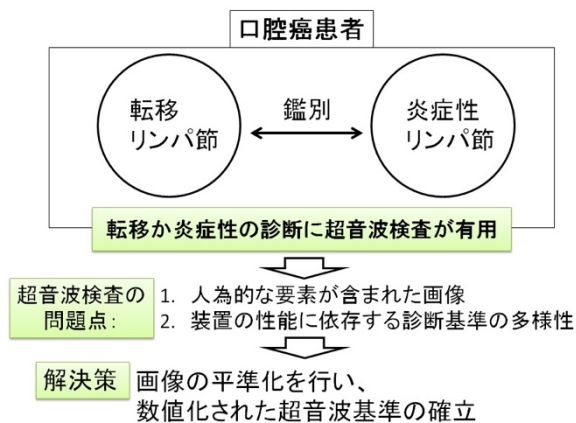 口腔癌患者
転移
リンパ節
鑑別
炎症性
リンパ節
転移か炎症性の診断に超音波検査が有用
超音波検査の
問題点：
1. 人為的な要素が含まれた画像
2. 装置の性能に依存する診断基準の多様性
解決策
画像の平準化を行い、
数値化された超音波基準の確立